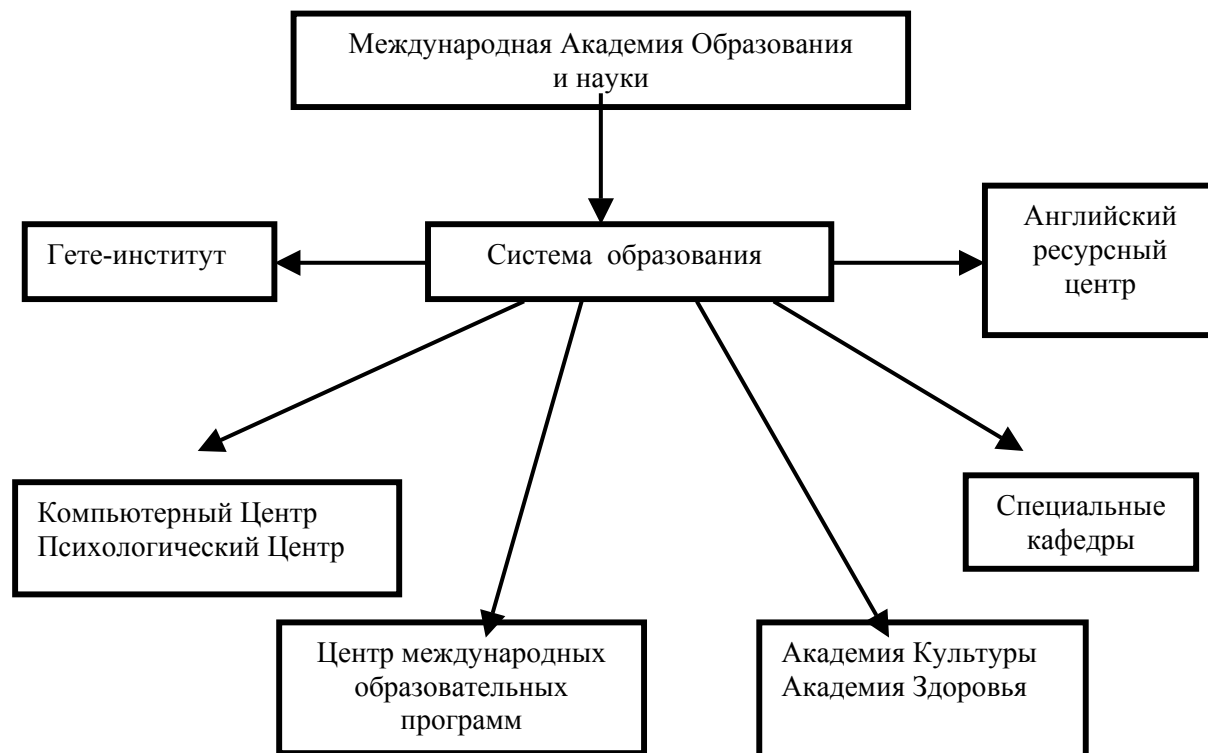 Международная Академия Образования
и науки
Гете-институт
Система образования
Английский
ресурсный
центр
Компьютерный Центр
Психологический Центр
Специальные
кафедры
Центр международных
образовательных
программ
Академия Культуры
Академия Здоровья